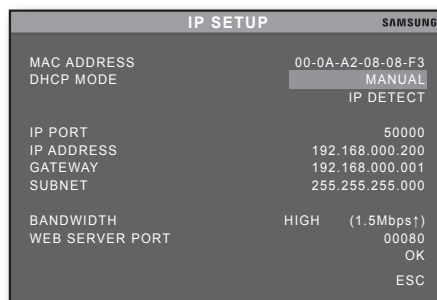 IP SETUP SAMSUNG
MAC ADDRESS 00-0A-A2-08-08-F3
DHCP MODE MANUAL
IP DETECT
IP PORT 50000
IP ADDRESS 192.168.000.200
GATEWAY 192.168.000.001
SUBNET 255.255.255.000
BANDWIDTH HIGH (1.5Mbps↑)
WEB SERVER PORT 00080
OK
ESC